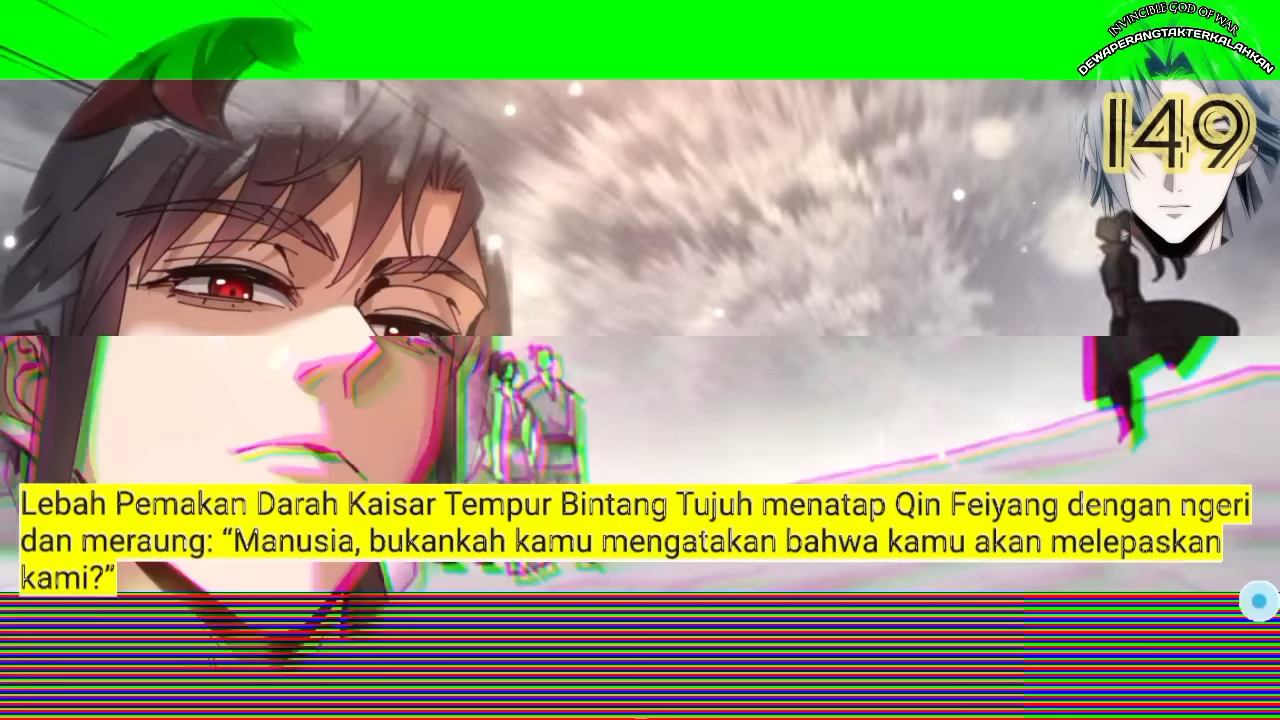 INVINCIBLE GOD OF WAR
DEWAPERANGTAKTERKALAHKAN
149
Lebah Pemakan Darah Kaisar Tempur Bintang Tujuh menatap Qin Feiyang dengan ngeri
dan meraung: “Manusia, bukankah kamu mengatakan bahwa kamu akan melepaskan
kami?”